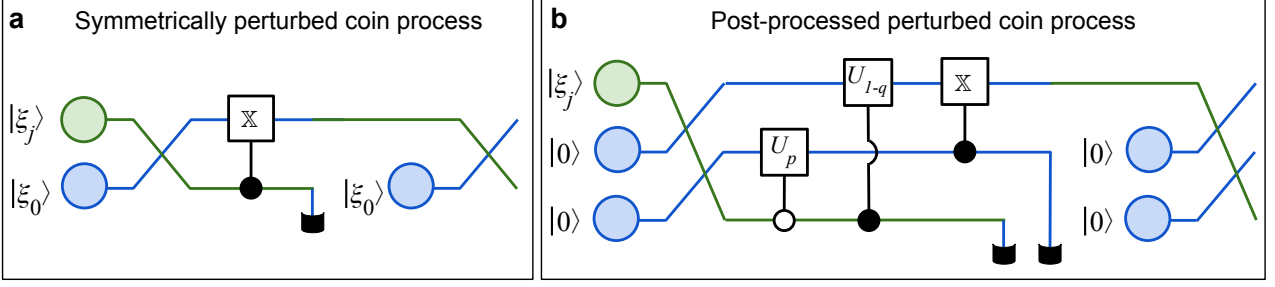 a Symmetrically perturbed coin process
|ξj⟩
𝕏
|ξ0⟩
|ξ0⟩
b Post-processed perturbed coin process
|ξj⟩
U1-q
𝕏
|0⟩
Up
|0⟩
|0⟩
|0⟩